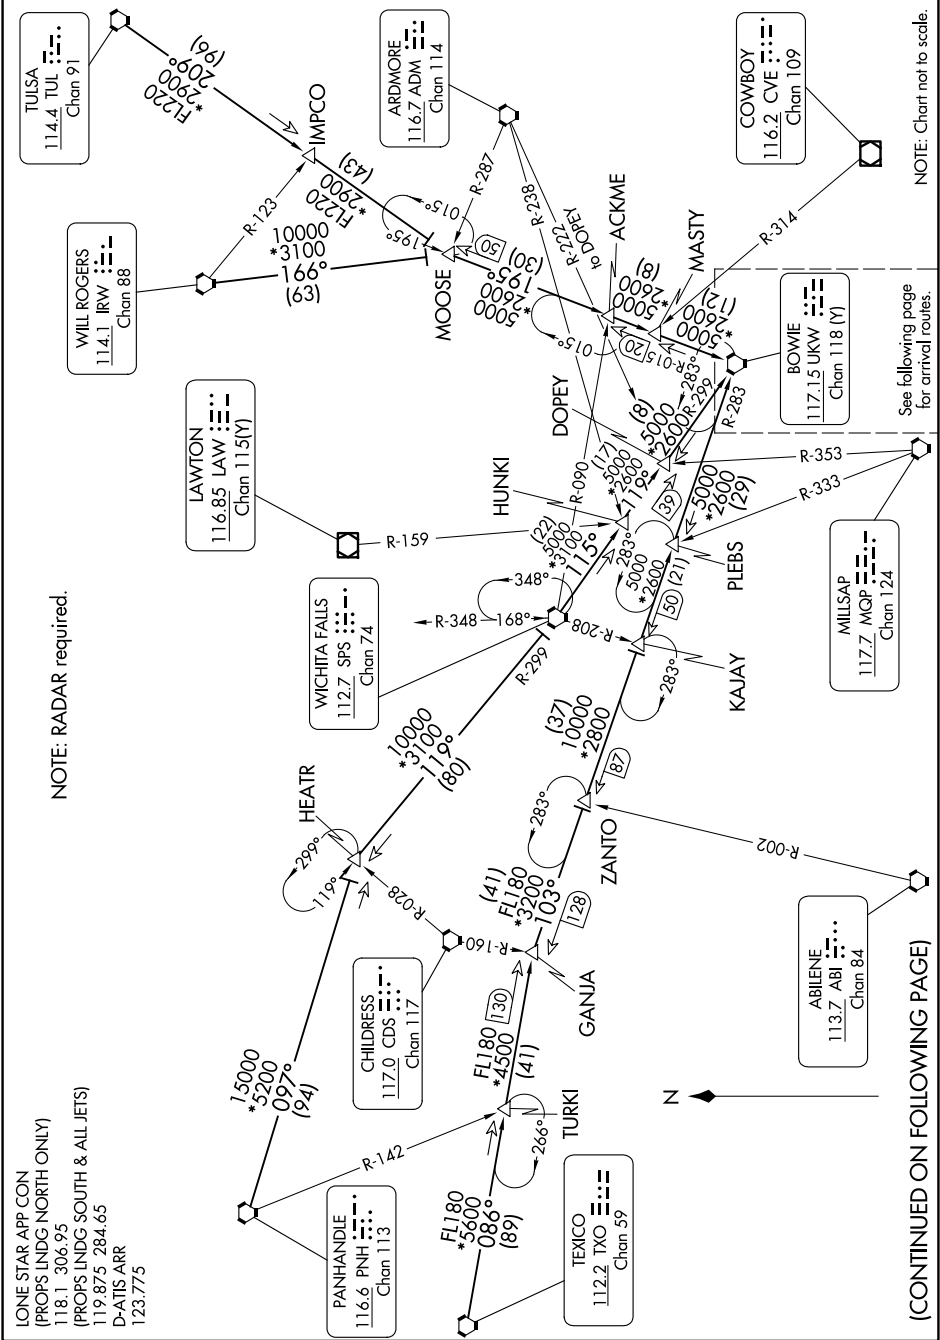 LONE STAR APP CON
(PROPS LNDG NORTH ONLY)
118.1 306.95
(PROPS LNDG SOUTH & ALL JETS)
119.875 284.65
D-ATIS ARR
123.775
NOTE: RADAR required.
TULSA
114.4 TUL
Chan 91
WILL ROGERS
114.1 IRW
Chan 88
ARDMORE
116.7 ADM
Chan 114
COWBOY
116.2 CVE
Chan 109
NOTE: Chart not to scale.
FL220
*2900
209°
(96)
IMPCO
R-123
10000
*3100
166°
(63)
FL220
*2900
(43)
195°
015°
R-287
MOOSE
50
5000
*2600
195°
(30)
R-238
R-222
to DOPEY
ACKME
015°
20
5000
*2600
(8)
MASTY
R-314
R-015
5000
*2600
(12)
BOWIE
117.15 UKW
Chan 118 (Y)
See following page
for arrival routes.
LAWTON
116.85 LAW
Chan 115(Y)
R-159
HUNKI
DOPEY
R-090
(17)
*5000
*2600
119°
(8)
5000
*2600
283°
R-299
R-283
39
R-353
R-333
5000
*2600
(29)
PLEBS
MILLSAP
117.7 MQP
Chan 124
WICHITA FALLS
112.7 SPS
Chan 74
R-348
168°
348°
(22)
*5000
*3100
115°
R-208
R-299
283°
5000
*2600
(21)
50
KAJAY
283°
HEATR
10000
*3100
119°
(80)
299°
119°
R-028
(37)
10000
*2800
87
283°
ZANTO
R-002
ABILENE
113.7 ABI
Chan 84
CHILDRESS
117.0 CDS
Chan 117
R-160
(41)
FL180
*3200
103°
128
GANJA
130
FL180
*4500
(41)
TURKI
266°
15000
*5200
097°
(94)
R-142
PANHANDLE
116.6 PNH
Chan 113
FL180
*5600
086°
(89)
TEXICO
112.2 TXO
Chan 59
N
(CONTINUED ON FOLLOWING PAGE)